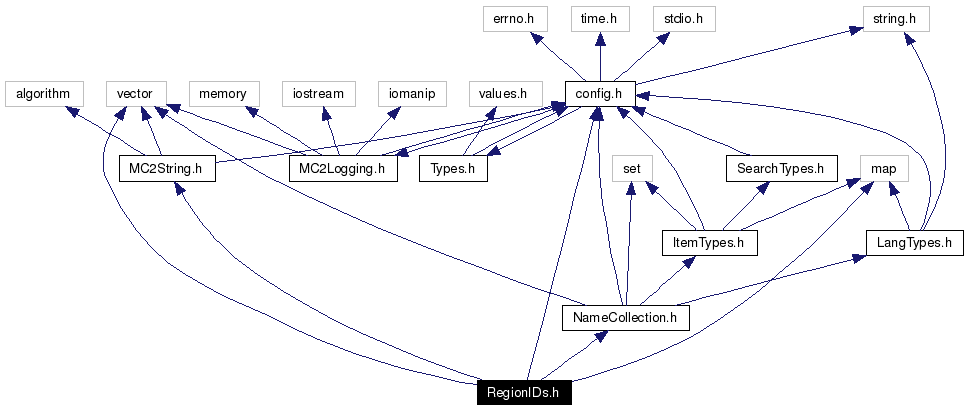 errno.h
time.h
stdio.h
string.h
algorithm
vector
memory
iostream
iomanip
values.h
config.h
MC2String.h
MC2Logging.h
Types.h
set
SearchTypes.h
map
ItemTypes.h
LangTypes.h
NameCollection.h
RegionIDs.h